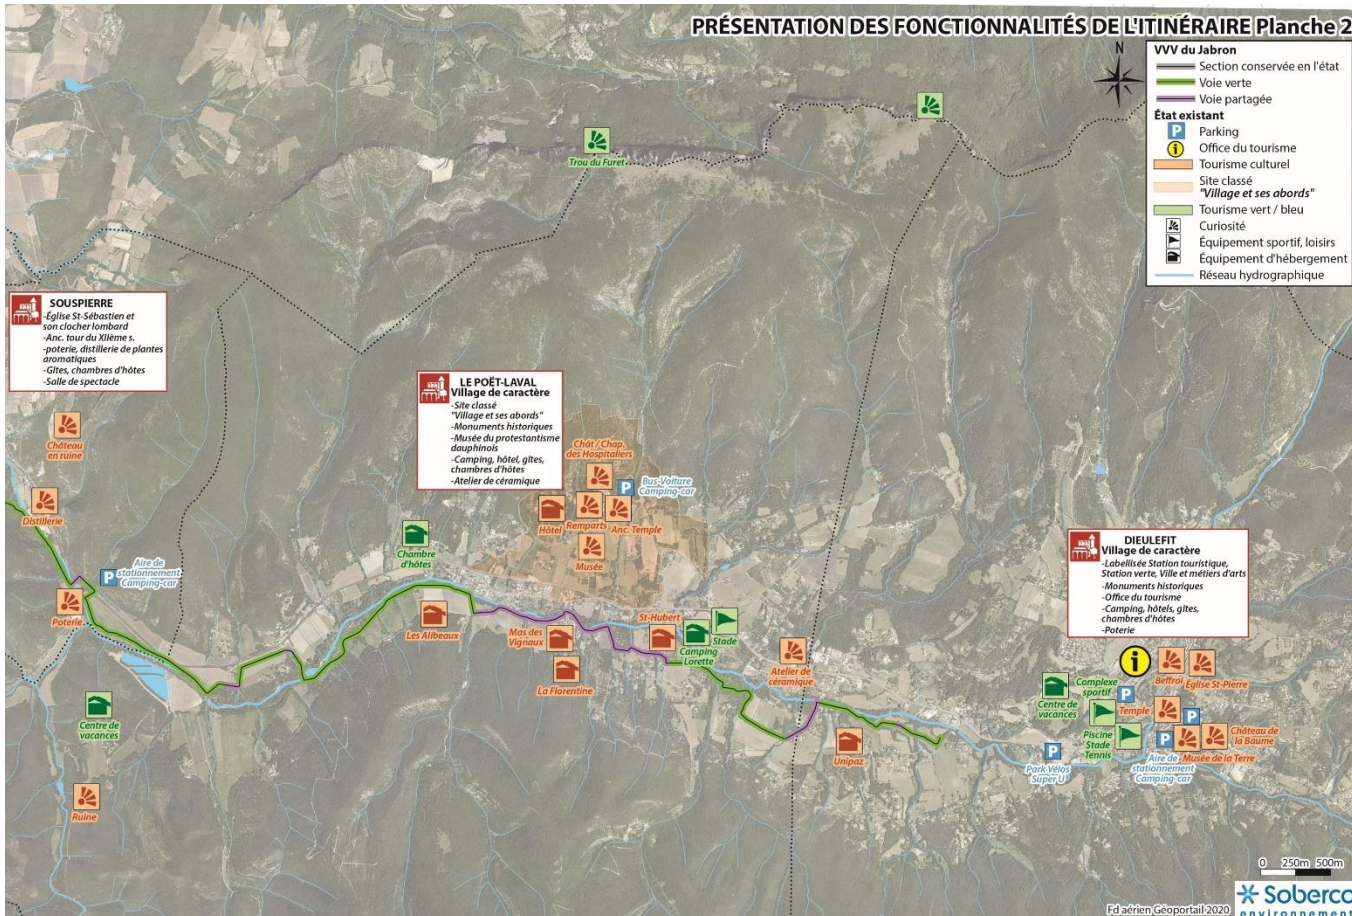 PRÉSENTATION DES FONCTIONNALITÉS DE L'ITINÉRAIRE Planche 2
VVV du Jabron
Section conservée en l'état
Voie verte
Voie partagée
État existant
P Parking
i Office du tourisme
Tourisme culturel
Site classé
"Village et ses abords"
Tourisme vert / bleu
Curiosité
Équipement sportif, loisirs
Équipement d'hébergement
Réseau hydrographique
N
Trou du Furet
SOUSPIERRE
-Église St-Sébastien et
son clocher lombard
-Anc. tour du XIIème s.
-poterie, distillerie de plantes
aromatiques
-Gîtes, chambres d'hôtes
-Salle de spectacle
Château
en ruine
Distillerie
P
Aire de
stationnement
Camping-car
Poterie
Centre de
vacances
Ruine
LE POËT-LAVAL
Village de caractère
-Site classé
"Village et ses abords"
-Monuments historiques
-Musée du protestantisme
dauphinois
-Camping, hôtel, gîtes,
chambres d'hôtes
-Atelier de céramique
Chât / Chap.
des Hospitaliers
P
Bus-Voiture
Camping-car
Hôtel
Remparts
Anc. Temple
Musée
Chambre
d'hôtes
Les Alibeaux
Mas des
Vignaux
La Florentine
St-Hubert
Camping
Lorette
Stade
Atelier de
céramique
Unipaz
DIEULEFIT
Village de caractère
-Labellisée Station touristique,
Station verte, Ville et métiers d'arts
-Monuments historiques
-Office du tourisme
-Camping, hôtels, gîtes,
chambres d'hôtes
-Poterie
i
Beffroi
Église St-Pierre
Centre de
vacances
Complexe
sportif
P
Temple
P
Piscine
Stade
Tennis
P
Château de
la Baume
Musée de la Terre
Aire de
stationnement
Camping-car
P
Park Vélos
Super U
0 250m 500m
Soberco
environnement
Fd aérien Géoportail 2020